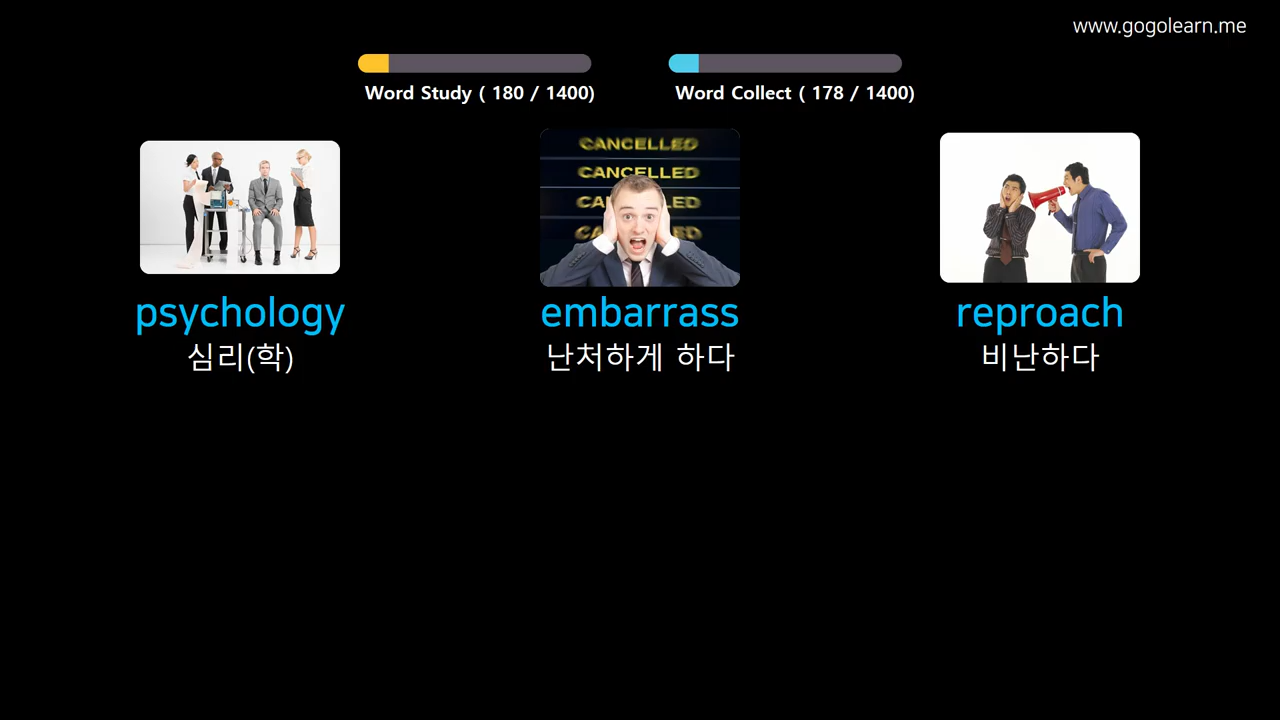 www.gogolearn.me
Word Study ( 180 / 1400)
Word Collect ( 178 / 1400)
CANCELLED
CANCELLED
psychology
embarrass
reproach
심리(학)
난처하게 하다
비난하다